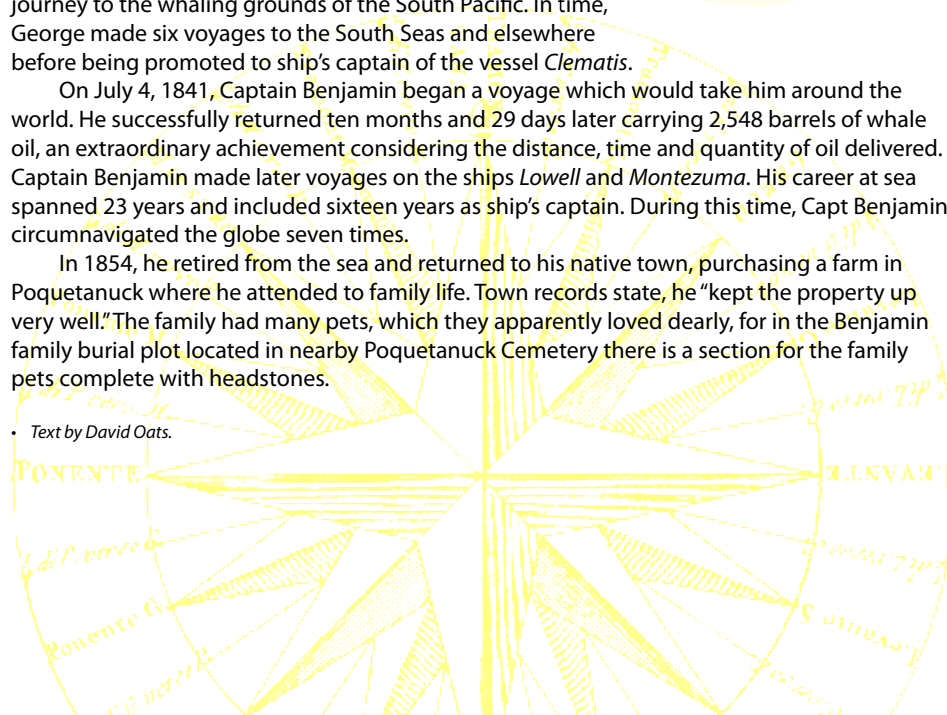 journey to the whaling grounds of the South Pacific. In time,
George made six voyages to the South Seas and elsewhere
before being promoted to ship's captain of the vessel Clematis.
On July 4, 1841, Captain Benjamin began a voyage which would take him around the
world. He successfully returned ten months and 29 days later carrying 2,548 barrels of whale
oil, an extraordinary achievement considering the distance, time and quantity of oil delivered.
Captain Benjamin made later voyages on the ships Lowell and Montezuma. His career at sea
spanned 23 years and included sixteen years as ship's captain. During this time, Capt Benjamin
circumnavigated the globe seven times.
In 1854, he retired from the sea and returned to his native town, purchasing a farm in
Poquetanuck where he attended to family life. Town records state, he “kept the property up
very well.” The family had many pets, which they apparently loved dearly, for in the Benjamin
family burial plot located in nearby Poquetanuck Cemetery there is a section for the family
pets complete with headstones.
• Text by David Oats.
PONENTE
Ponente G.